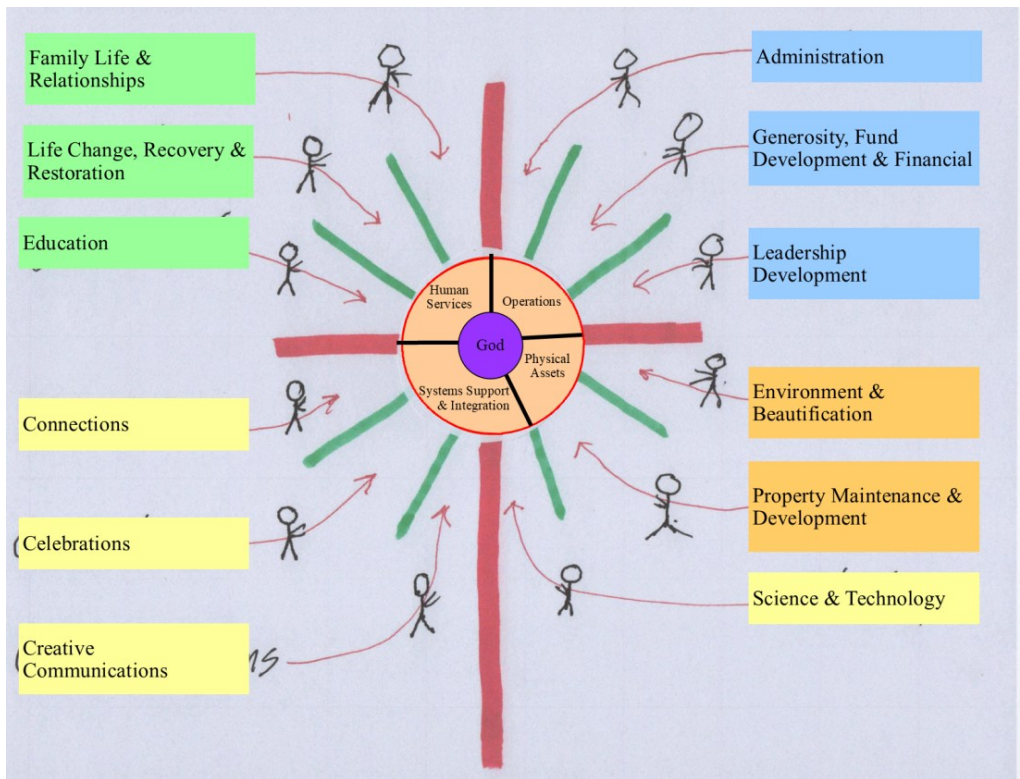 Family Life &
Relationships
Life Change, Recovery &
Restoration
Education
Connections
Celebrations
Creative
Communications
Human
Services
Operations
God
Physical
Assets
Systems Support
& Integration
Administration
Generosity, Fund
Development & Financial
Leadership
Development
Environment &
Beautification
Property Maintenance &
Development
Science & Technology